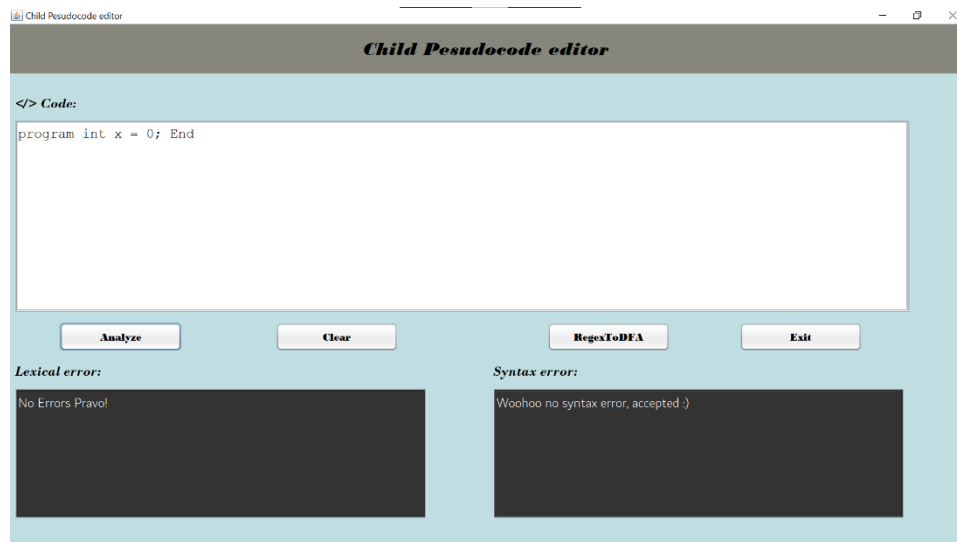 Child Pesudocode editor
Child Pesudocode editor
</> Code:
program int x = 0; End
Analyze
Clear
RegexToDFA
Exit
Lexical error:
Syntax error:
No Errors Pravo!
Woohoo no syntax error, accepted :)